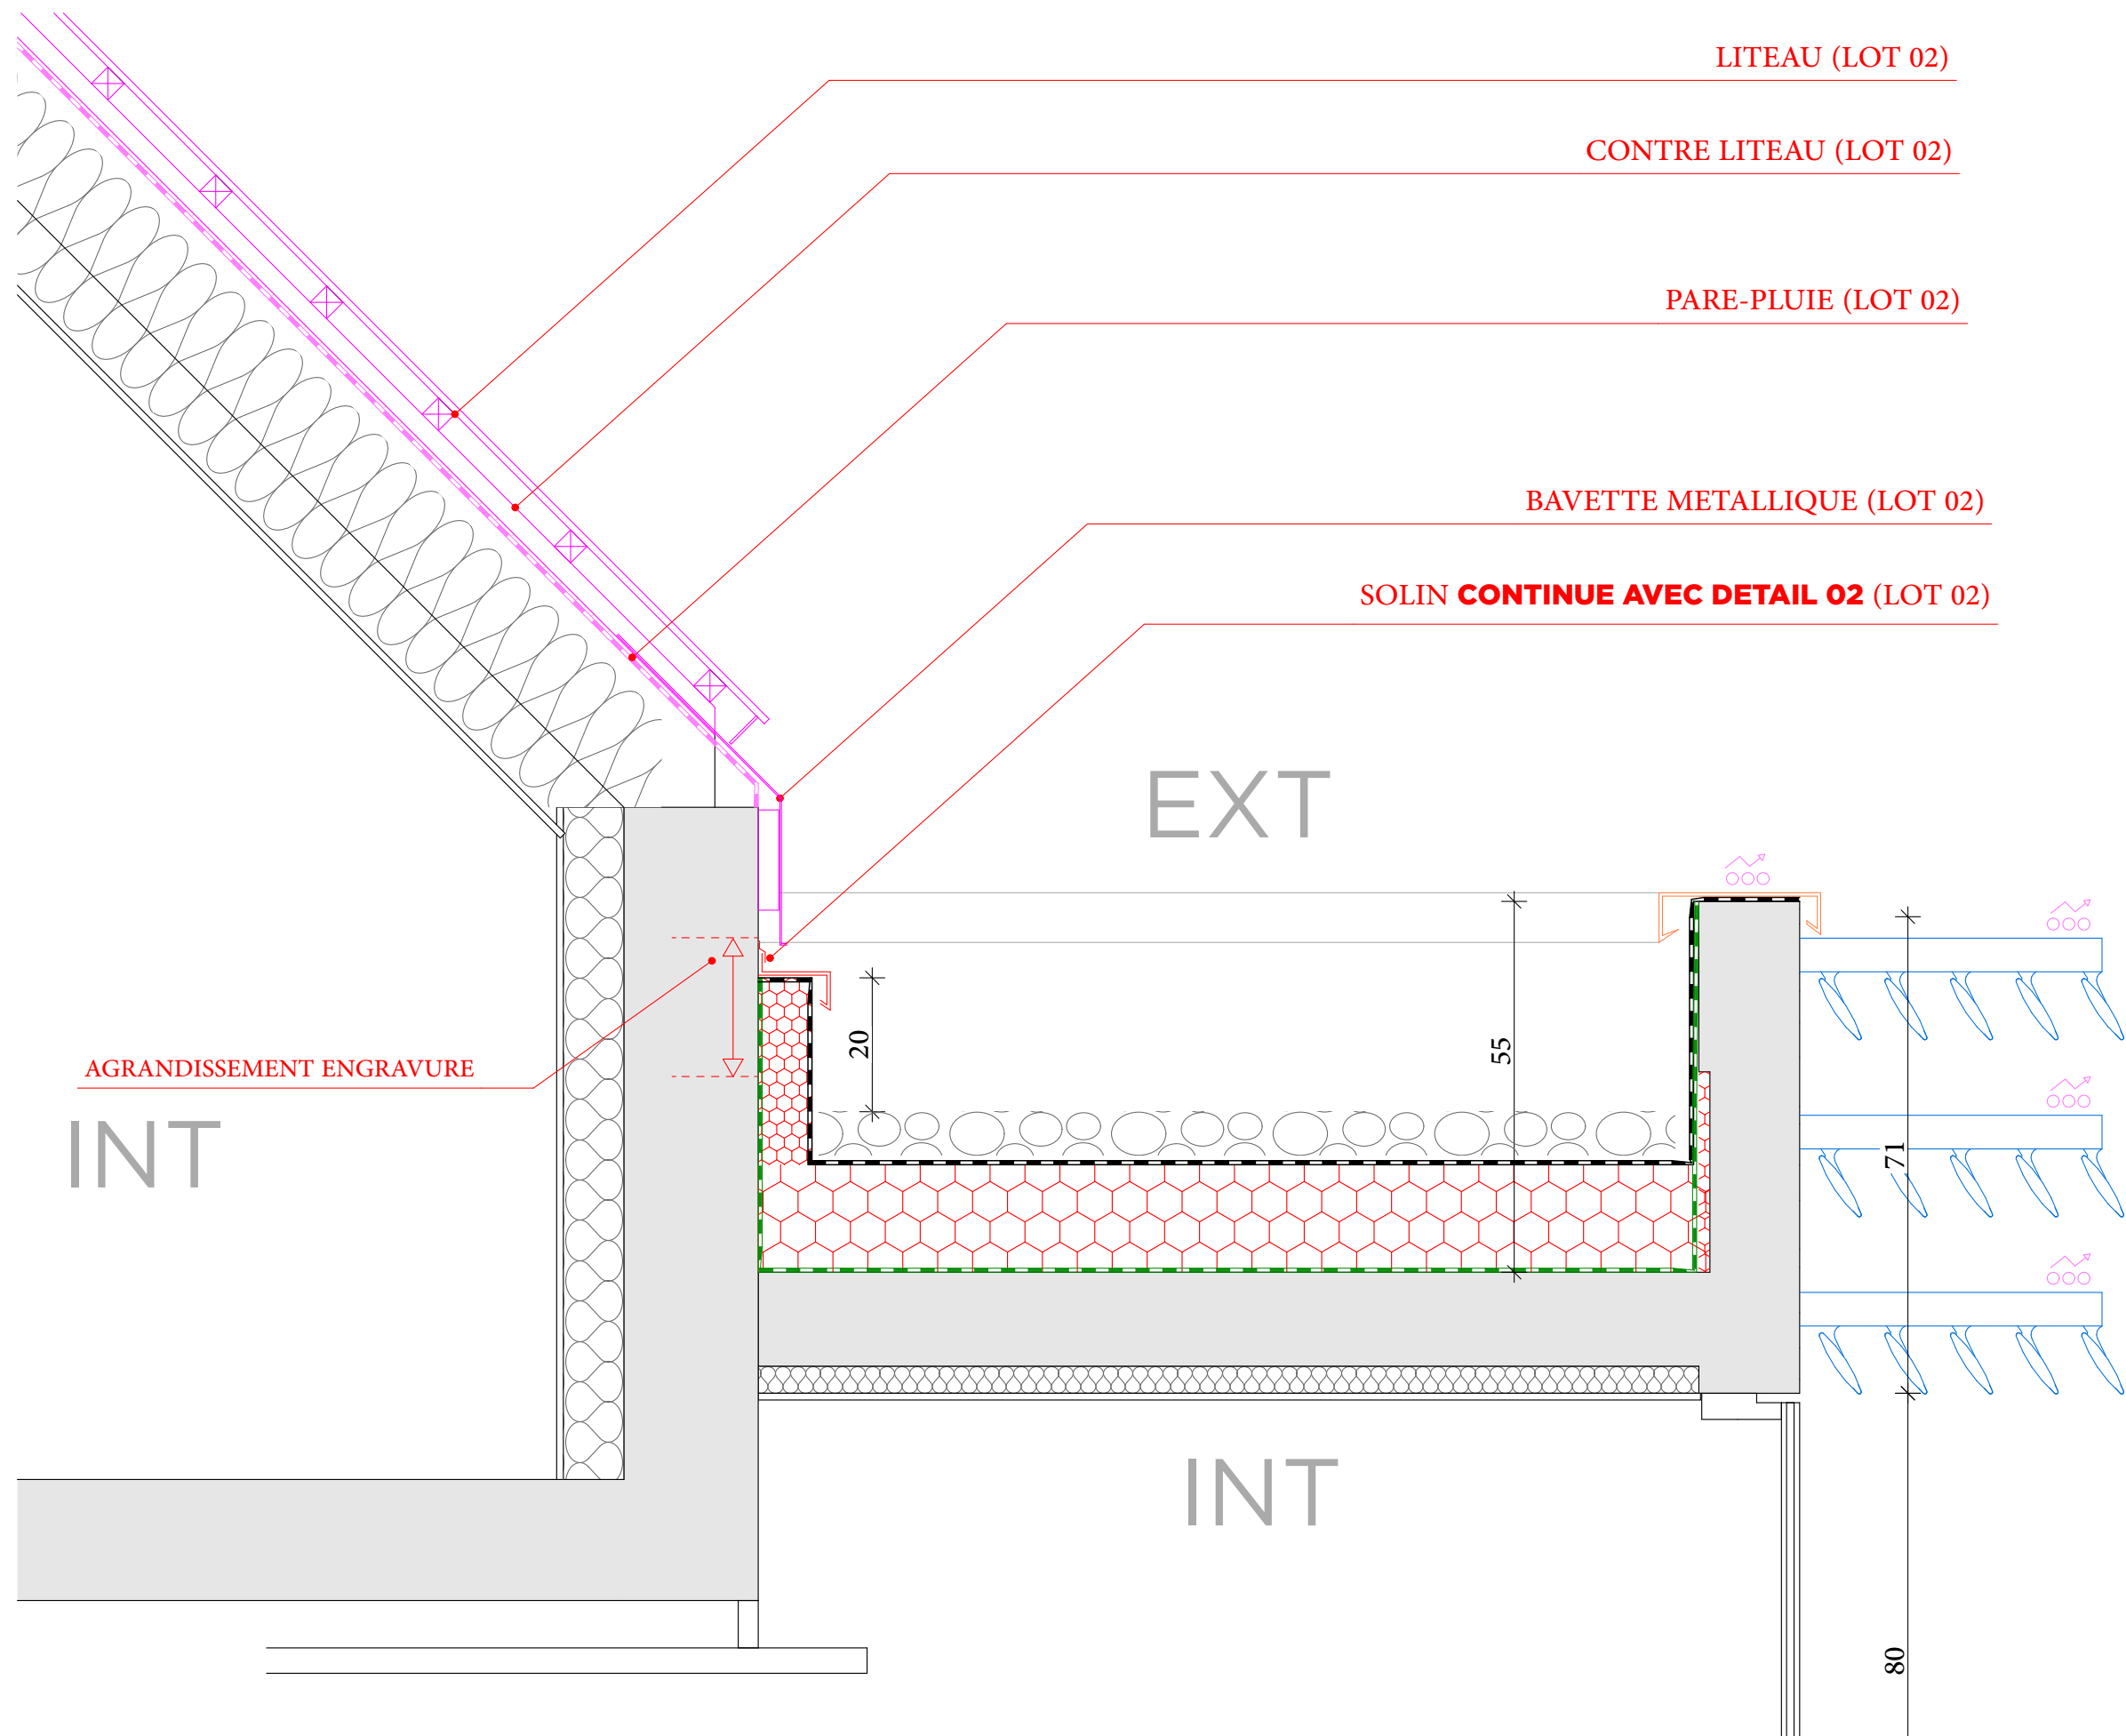 LITEAU (LOT 02)
CONTRE LITEAU (LOT 02)
PARE-PLUIE (LOT 02)
BAVETTE METALLIQUE (LOT 02)
SOLIN CONTINUE AVEC DETAIL 02 (LOT 02)
EXT
20
55
AGRANDISSEMENT ENGRAVURE
INT
71
INT
80